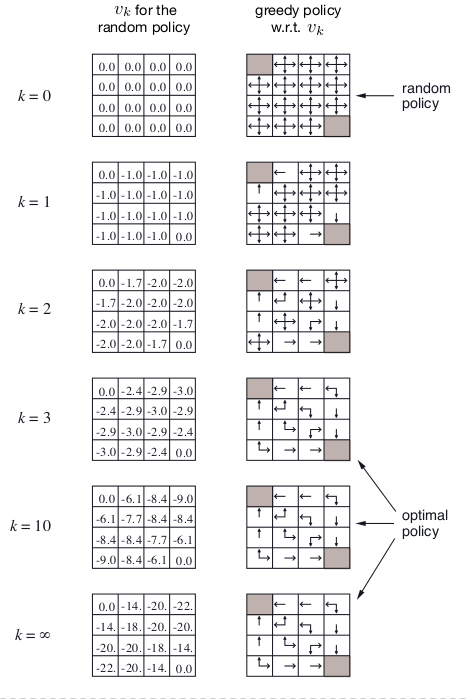 v_k for the random policy
greedy policy w.r.t. v_k
k = 0
0.0 0.0 0.0 0.0
0.0 0.0 0.0 0.0
0.0 0.0 0.0 0.0
0.0 0.0 0.0 0.0
random policy
k = 1
0.0 -1.0 -1.0 -1.0
-1.0 -1.0 -1.0 -1.0
-1.0 -1.0 -1.0 -1.0
-1.0 -1.0 -1.0 0.0
k = 2
0.0 -1.7 -2.0 -2.0
-1.7 -2.0 -2.0 -2.0
-2.0 -2.0 -2.0 -1.7
-2.0 -2.0 -1.7 0.0
k = 3
0.0 -2.4 -2.9 -3.0
-2.4 -2.9 -3.0 -2.9
-2.9 -3.0 -2.9 -2.4
-3.0 -2.9 -2.4 0.0
k = 10
0.0 -6.1 -8.4 -9.0
-6.1 -7.7 -8.4 -8.4
-8.4 -8.4 -7.7 -6.1
-9.0 -8.4 -6.1 0.0
optimal policy
k = ∞
0.0 -14. -20. -22.
-14. -18. -20. -20.
-20. -20. -18. -14.
-22. -20. -14. 0.0